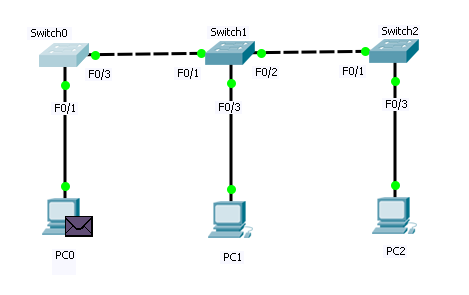 Switch0
Switch1
Switch2
F0/3
F0/1
F0/2
F0/1
F0/1
F0/3
F0/3
PC0
PC1
PC2